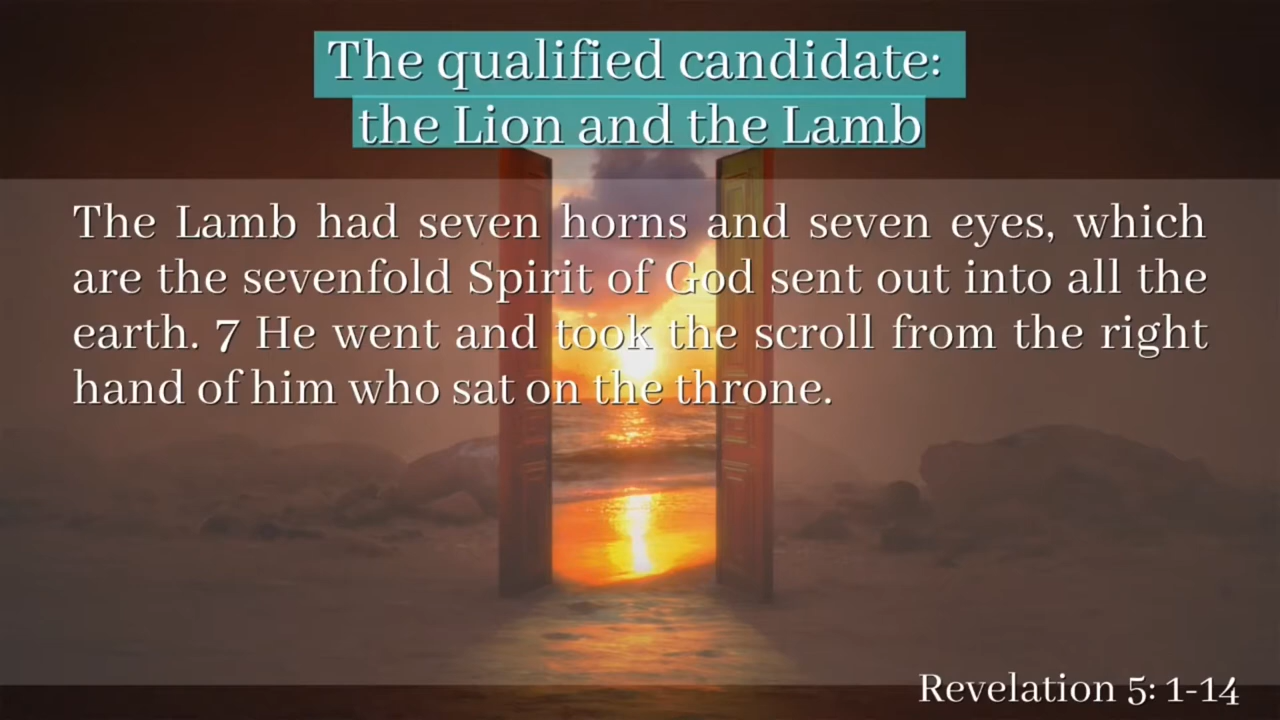 The qualified candidate:
the Lion and the Lamb
The Lamb had seven horns and seven eyes, which
are the sevenfold Spirit of God sent out into all the
earth. 7 He went and took the scroll from the right
hand of him who sat on the throne.
Revelation 5: 1-14